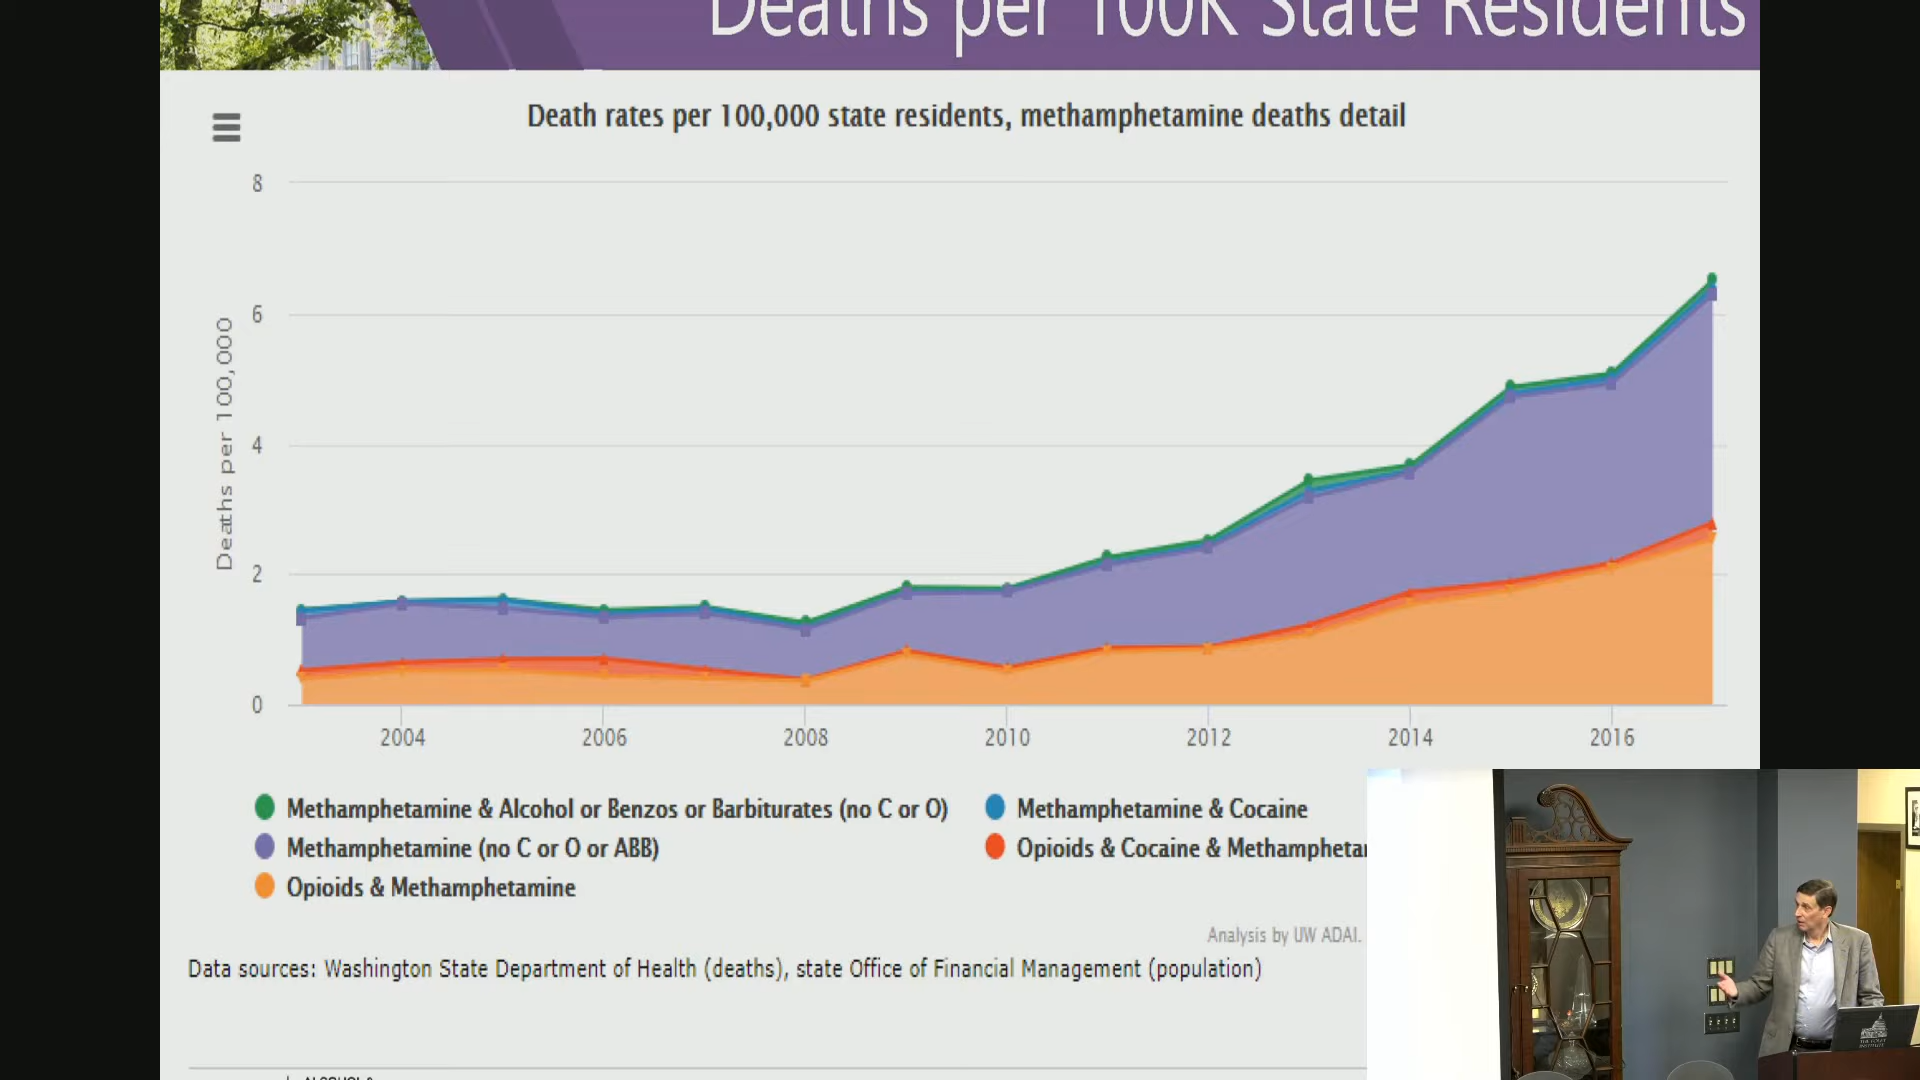 Deaths per 100K State Residents
Death rates per 100,000 state residents, methamphetamine deaths detail
8
6
4
2
0
Deaths per 100,000
2004 2006 2008 2010 2012 2014 2016
Methamphetamine & Alcohol or Benzos or Barbiturates (no C or O)
Methamphetamine & Cocaine
Methamphetamine (no C or O or ABB)
Opioids & Cocaine & Methampheta
Opioids & Methamphetamine
Analysis by UW ADAI.
Data sources: Washington State Department of Health (deaths), state Office of Financial Management (population)